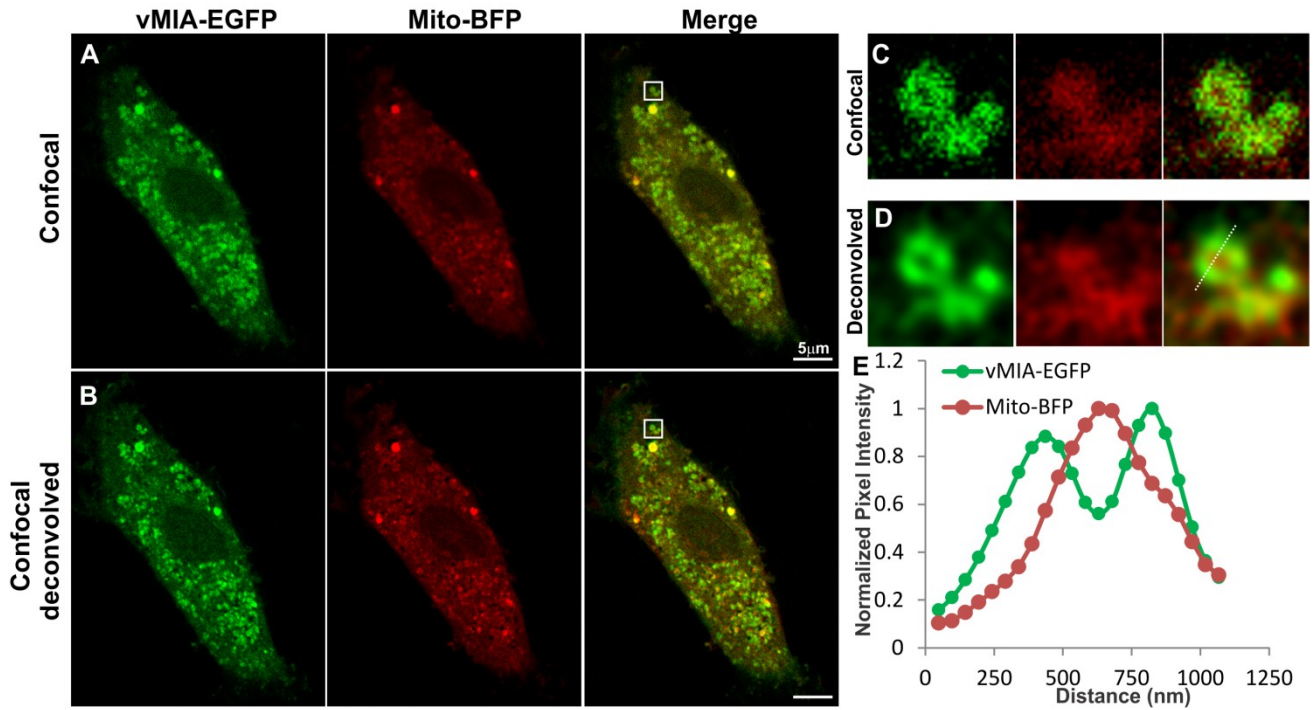 vMIA-EGFP Mito-BFP Merge
A
Confocal
5μm
B
Confocal
deconvolved
C
Confocal
D
Deconvolved
E
vMIA-EGFP
Mito-BFP
Normalized Pixel Intensity
1.2
1
0.8
0.6
0.4
0.2
0
0 250 500 750 1000 1250
Distance (nm)